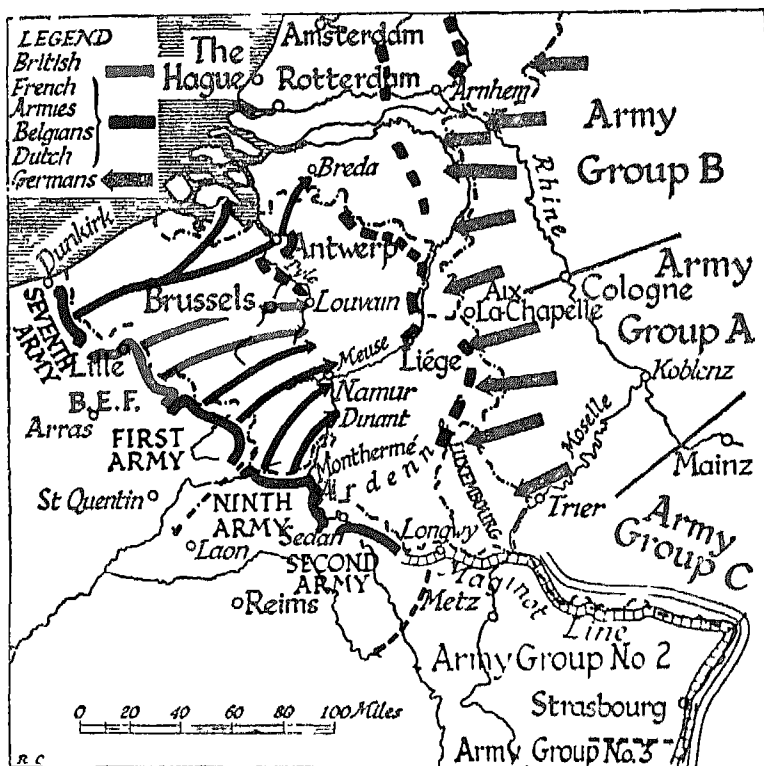 LEGEND
British
French
Armies
Belgians
Dutch
Germans
The
Hague
Amsterdam
Rotterdam
Arnhem
Army
Group B
Rhine
Breda
Dunkirk
Antwerp
SEVENTH
ARMY
Brussels
Louvain
Aix
La Chapelle
Cologne
Army
Group A
Lille
Meuse
Liége
Koblenz
B.E.F.
Namur
Arras
Dinant
Moselle
FIRST
ARMY
Monthermé
Ardenn
LUXEMBOURG
Mainz
St Quentin
NINTH
ARMY
Trier
Army
Group C
Laon
Sedan
Longwy
SECOND
ARMY
Reims
Metz
Maginot
Line
Army Group No 2
Strasbourg
0 20 40 60 80 100 Miles
Army Group No.3